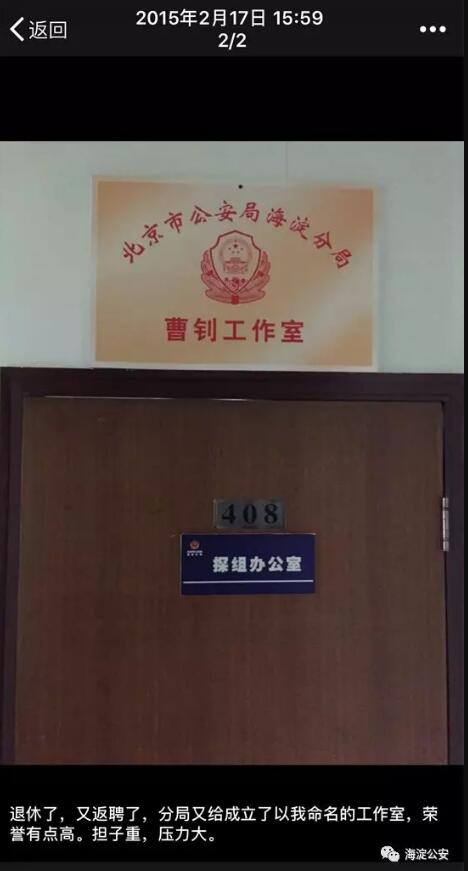 返回
2015年2月17日 15:59
2/2
北京市公安局海淀分局
曹钊工作室
408
探组办公室
退休了，又返聘了，分局又给成立了以我命名的工作室，荣
誉有点高。担子重，压力大。
海淀公安